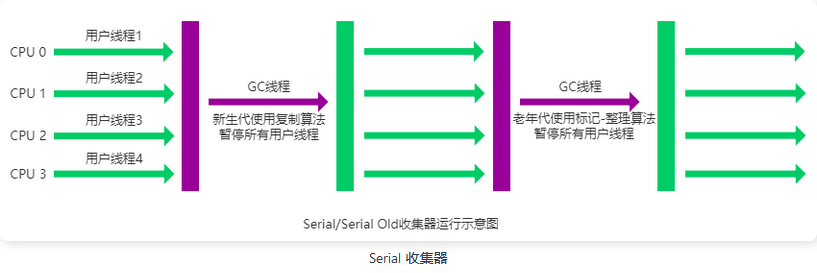 用户线程1
CPU 0
用户线程2
CPU 1
用户线程3
CPU 2
用户线程4
CPU 3
GC线程
新生代使用复制算法
暂停所有用户线程
GC线程
老年代使用标记-整理算法
暂停所有用户线程
Serial/Serial Old收集器运行示意图
Serial 收集器